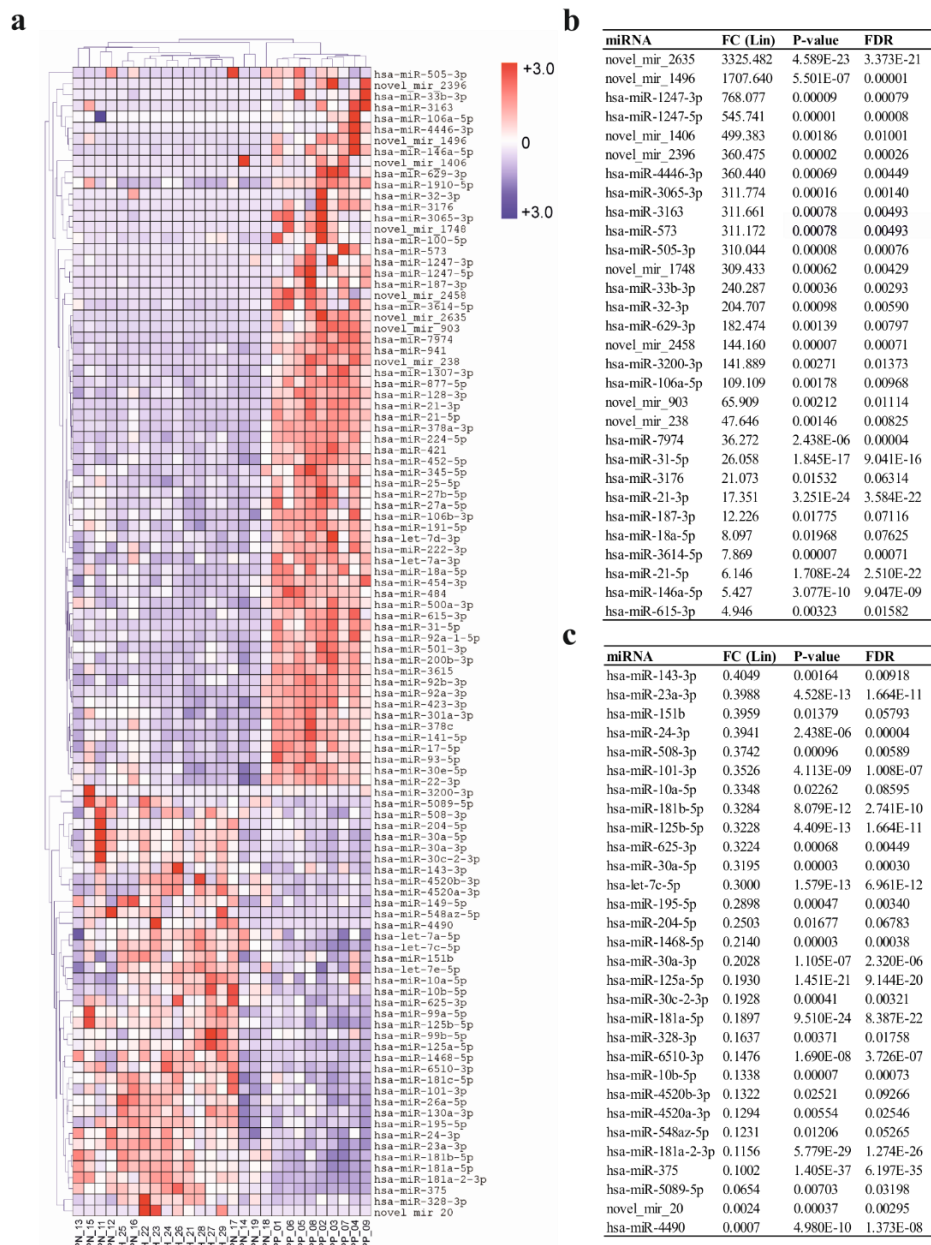 a
+3.0
0
+3.0
hsa-miR-505-3p
novel_mir_2396
hsa-miR-33b-3p
hsa-miR-3163
hsa-miR-106a-5p
hsa-miR-4446-3p
novel_mir_1496
hsa-miR-146a-5p
novel_mir_1406
hsa-miR-629-3p
hsa-miR-1910-5p
hsa-miR-32-3p
hsa-miR-3176
hsa-miR-3065-3p
novel_mir_1748
hsa-miR-100-5p
hsa-miR-573
hsa-miR-1247-3p
hsa-miR-1247-5p
hsa-miR-187-3p
novel_mir_2458
hsa-miR-3614-5p
novel_mir_2635
novel_mir_903
hsa-miR-7974
hsa-miR-941
novel_mir_238
hsa-miR-1307-3p
hsa-miR-877-5p
hsa-miR-128-3p
hsa-miR-21-3p
hsa-miR-21-5p
hsa-miR-378a-3p
hsa-miR-224-5p
hsa-miR-421
hsa-miR-452-5p
hsa-miR-345-5p
hsa-miR-25-5p
hsa-miR-27b-5p
hsa-miR-27a-5p
hsa-miR-106b-3p
hsa-miR-191-5p
hsa-let-7d-3p
hsa-miR-222-3p
hsa-let-7a-3p
hsa-miR-18a-5p
hsa-miR-454-3p
hsa-miR-484
hsa-miR-500a-3p
hsa-miR-615-3p
hsa-miR-31-5p
hsa-miR-92a-1-5p
hsa-miR-501-3p
hsa-miR-200b-3p
hsa-miR-3615
hsa-miR-92b-3p
hsa-miR-92a-3p
hsa-miR-423-3p
hsa-miR-301a-3p
hsa-miR-378c
hsa-miR-141-5p
hsa-miR-17-5p
hsa-miR-93-5p
hsa-miR-30e-5p
hsa-miR-22-3p
hsa-miR-3200-3p
hsa-miR-5089-5p
hsa-miR-508-3p
hsa-miR-204-5p
hsa-miR-30a-5p
hsa-miR-30a-3p
hsa-miR-30c-2-3p
hsa-miR-143-3p
hsa-miR-4520b-3p
hsa-miR-4520a-3p
hsa-miR-149-5p
hsa-miR-548az-5p
hsa-miR-4490
hsa-let-7a-5p
hsa-let-7c-5p
hsa-miR-151b
hsa-let-7e-5p
hsa-miR-10a-5p
hsa-miR-10b-5p
hsa-miR-625-3p
hsa-miR-99a-5p
hsa-miR-125b-5p
hsa-miR-99b-5p
hsa-miR-125a-5p
hsa-miR-1468-5p
hsa-miR-6510-3p
hsa-miR-181c-5p
hsa-miR-101-3p
hsa-miR-26a-5p
hsa-miR-130a-3p
hsa-miR-195-5p
hsa-miR-24-3p
hsa-miR-23a-3p
hsa-miR-181b-5p
hsa-miR-181a-5p
hsa-miR-181a-2-3p
hsa-miR-375
hsa-miR-328-3p
novel_mir_20
b
miRNA FC (Lin) P-value FDR
novel_mir_2635 3325.482 4.589E-23 3.373E-21
novel_mir_1496 1707.640 5.501E-07 0.00001
hsa-miR-1247-3p 768.077 0.00009 0.00079
hsa-miR-1247-5p 545.741 0.00001 0.00008
novel_mir_1406 499.383 0.00186 0.01001
novel_mir_2396 360.475 0.00002 0.00026
hsa-miR-4446-3p 360.440 0.00069 0.00449
hsa-miR-3065-3p 311.774 0.00016 0.00140
hsa-miR-3163 311.661 0.00078 0.00493
hsa-miR-573 311.172 0.00078 0.00493
hsa-miR-505-3p 310.044 0.00008 0.00076
novel_mir_1748 309.433 0.00062 0.00429
hsa-miR-33b-3p 240.287 0.00036 0.00293
hsa-miR-32-3p 204.707 0.00098 0.00590
hsa-miR-629-3p 182.474 0.00139 0.00797
novel_mir_2458 144.160 0.00007 0.00071
hsa-miR-3200-3p 141.889 0.00271 0.01373
hsa-miR-106a-5p 109.109 0.00178 0.00968
novel_mir_903 65.909 0.00212 0.01114
novel_mir_238 47.646 0.00146 0.00825
hsa-miR-7974 36.272 2.438E-06 0.00004
hsa-miR-31-5p 26.058 1.845E-17 9.041E-16
hsa-miR-3176 21.073 0.01532 0.06314
hsa-miR-21-3p 17.351 3.251E-24 3.584E-22
hsa-miR-187-3p 12.226 0.01775 0.07116
hsa-miR-18a-5p 8.097 0.01968 0.07625
hsa-miR-3614-5p 7.869 0.00007 0.00071
hsa-miR-21-5p 6.146 1.708E-24 2.510E-22
hsa-miR-146a-5p 5.427 3.077E-10 9.047E-09
hsa-miR-615-3p 4.946 0.00323 0.01582
c
miRNA FC (Lin) P-value FDR
hsa-miR-143-3p 0.4049 0.00164 0.00918
hsa-miR-23a-3p 0.3988 4.528E-13 1.664E-11
hsa-miR-151b 0.3959 0.01379 0.05793
hsa-miR-24-3p 0.3941 2.438E-06 0.00004
hsa-miR-508-3p 0.3742 0.00096 0.00589
hsa-miR-101-3p 0.3526 4.113E-09 1.008E-07
hsa-miR-10a-5p 0.3348 0.02262 0.08595
hsa-miR-181b-5p 0.3284 8.079E-12 2.741E-10
hsa-miR-125b-5p 0.3228 4.409E-13 1.664E-11
hsa-miR-625-3p 0.3224 0.00068 0.00449
hsa-miR-30a-5p 0.3195 0.00003 0.00030
hsa-let-7c-5p 0.3000 1.579E-13 6.961E-12
hsa-miR-195-5p 0.2898 0.00047 0.00340
hsa-miR-204-5p 0.2503 0.01677 0.06783
hsa-miR-1468-5p 0.2140 0.00003 0.00038
hsa-miR-30a-3p 0.2028 1.105E-07 2.320E-06
hsa-miR-125a-5p 0.1930 1.451E-21 9.144E-20
hsa-miR-30c-2-3p 0.1928 0.00041 0.00321
hsa-miR-181a-5p 0.1897 9.510E-24 8.387E-22
hsa-miR-328-3p 0.1637 0.00371 0.01758
hsa-miR-6510-3p 0.1476 1.690E-08 3.726E-07
hsa-miR-10b-5p 0.1338 0.00007 0.00073
hsa-miR-4520b-3p 0.1322 0.02521 0.09266
hsa-miR-4520a-3p 0.1294 0.00554 0.02546
hsa-miR-548az-5p 0.1231 0.01206 0.05265
hsa-miR-181a-2-3p 0.1156 5.779E-29 1.274E-26
hsa-miR-375 0.1002 1.405E-37 6.197E-35
hsa-miR-5089-5p 0.0654 0.00703 0.03198
novel_mir_20 0.0024 0.00037 0.00295
hsa-miR-4490 0.0007 4.980E-10 1.373E-08